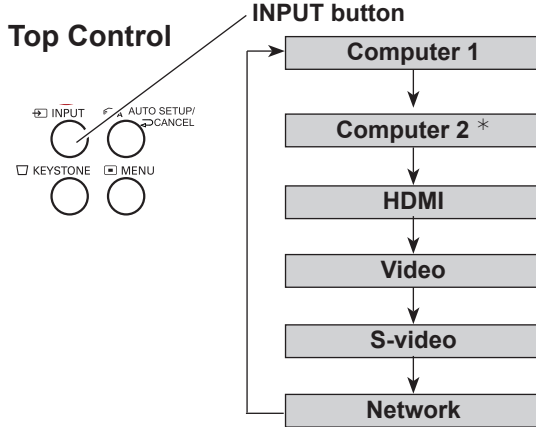 INPUT button
Top Control
INPUT
AUTO SETUP/
CANCEL
KEYSTONE
MENU
Computer 1
Computer 2 *
HDMI
Video
S-video
Network